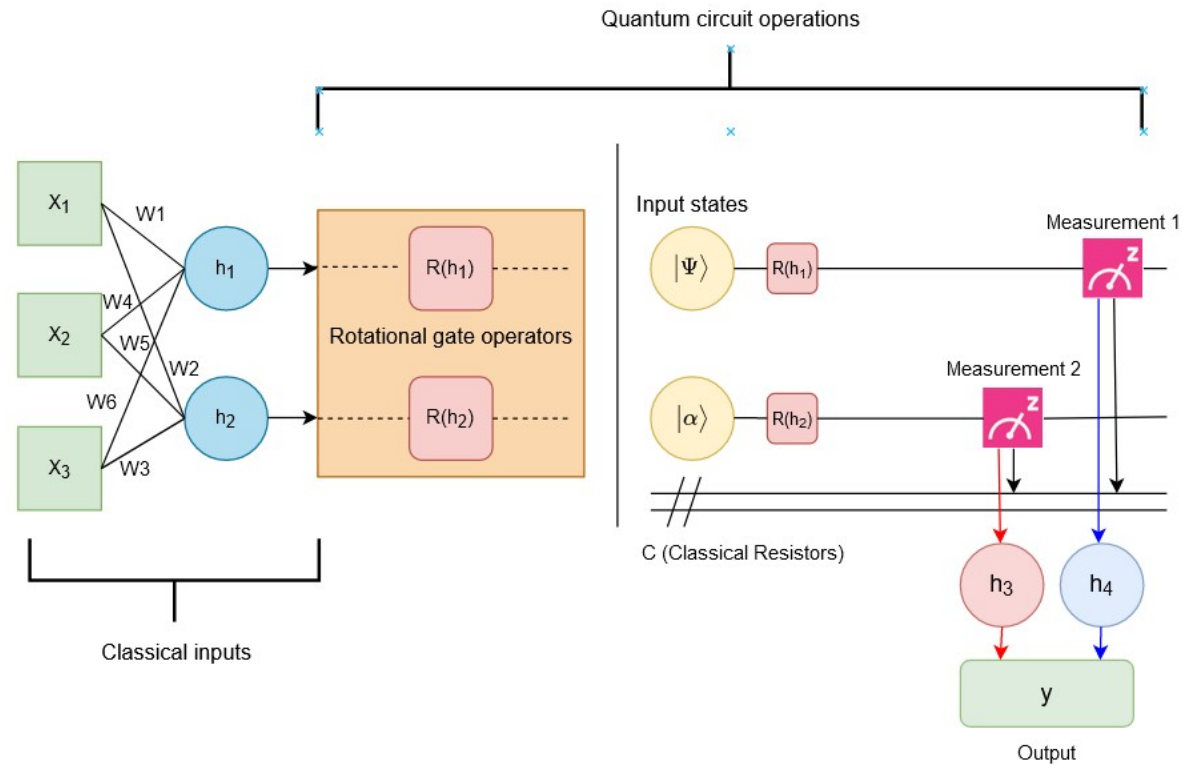 Quantum circuit operations
X₁
X₂
X₃
W1
W4
W5
W2
W6
W3
h₁
h₂
R(h₁)
Rotational gate operators
R(h₂)
Classical inputs
Input states
|Ψ⟩
R(h₁)
Measurement 1
z
|α⟩
R(h₂)
Measurement 2
z
C (Classical Resistors)
h₃
h₄
y
Output